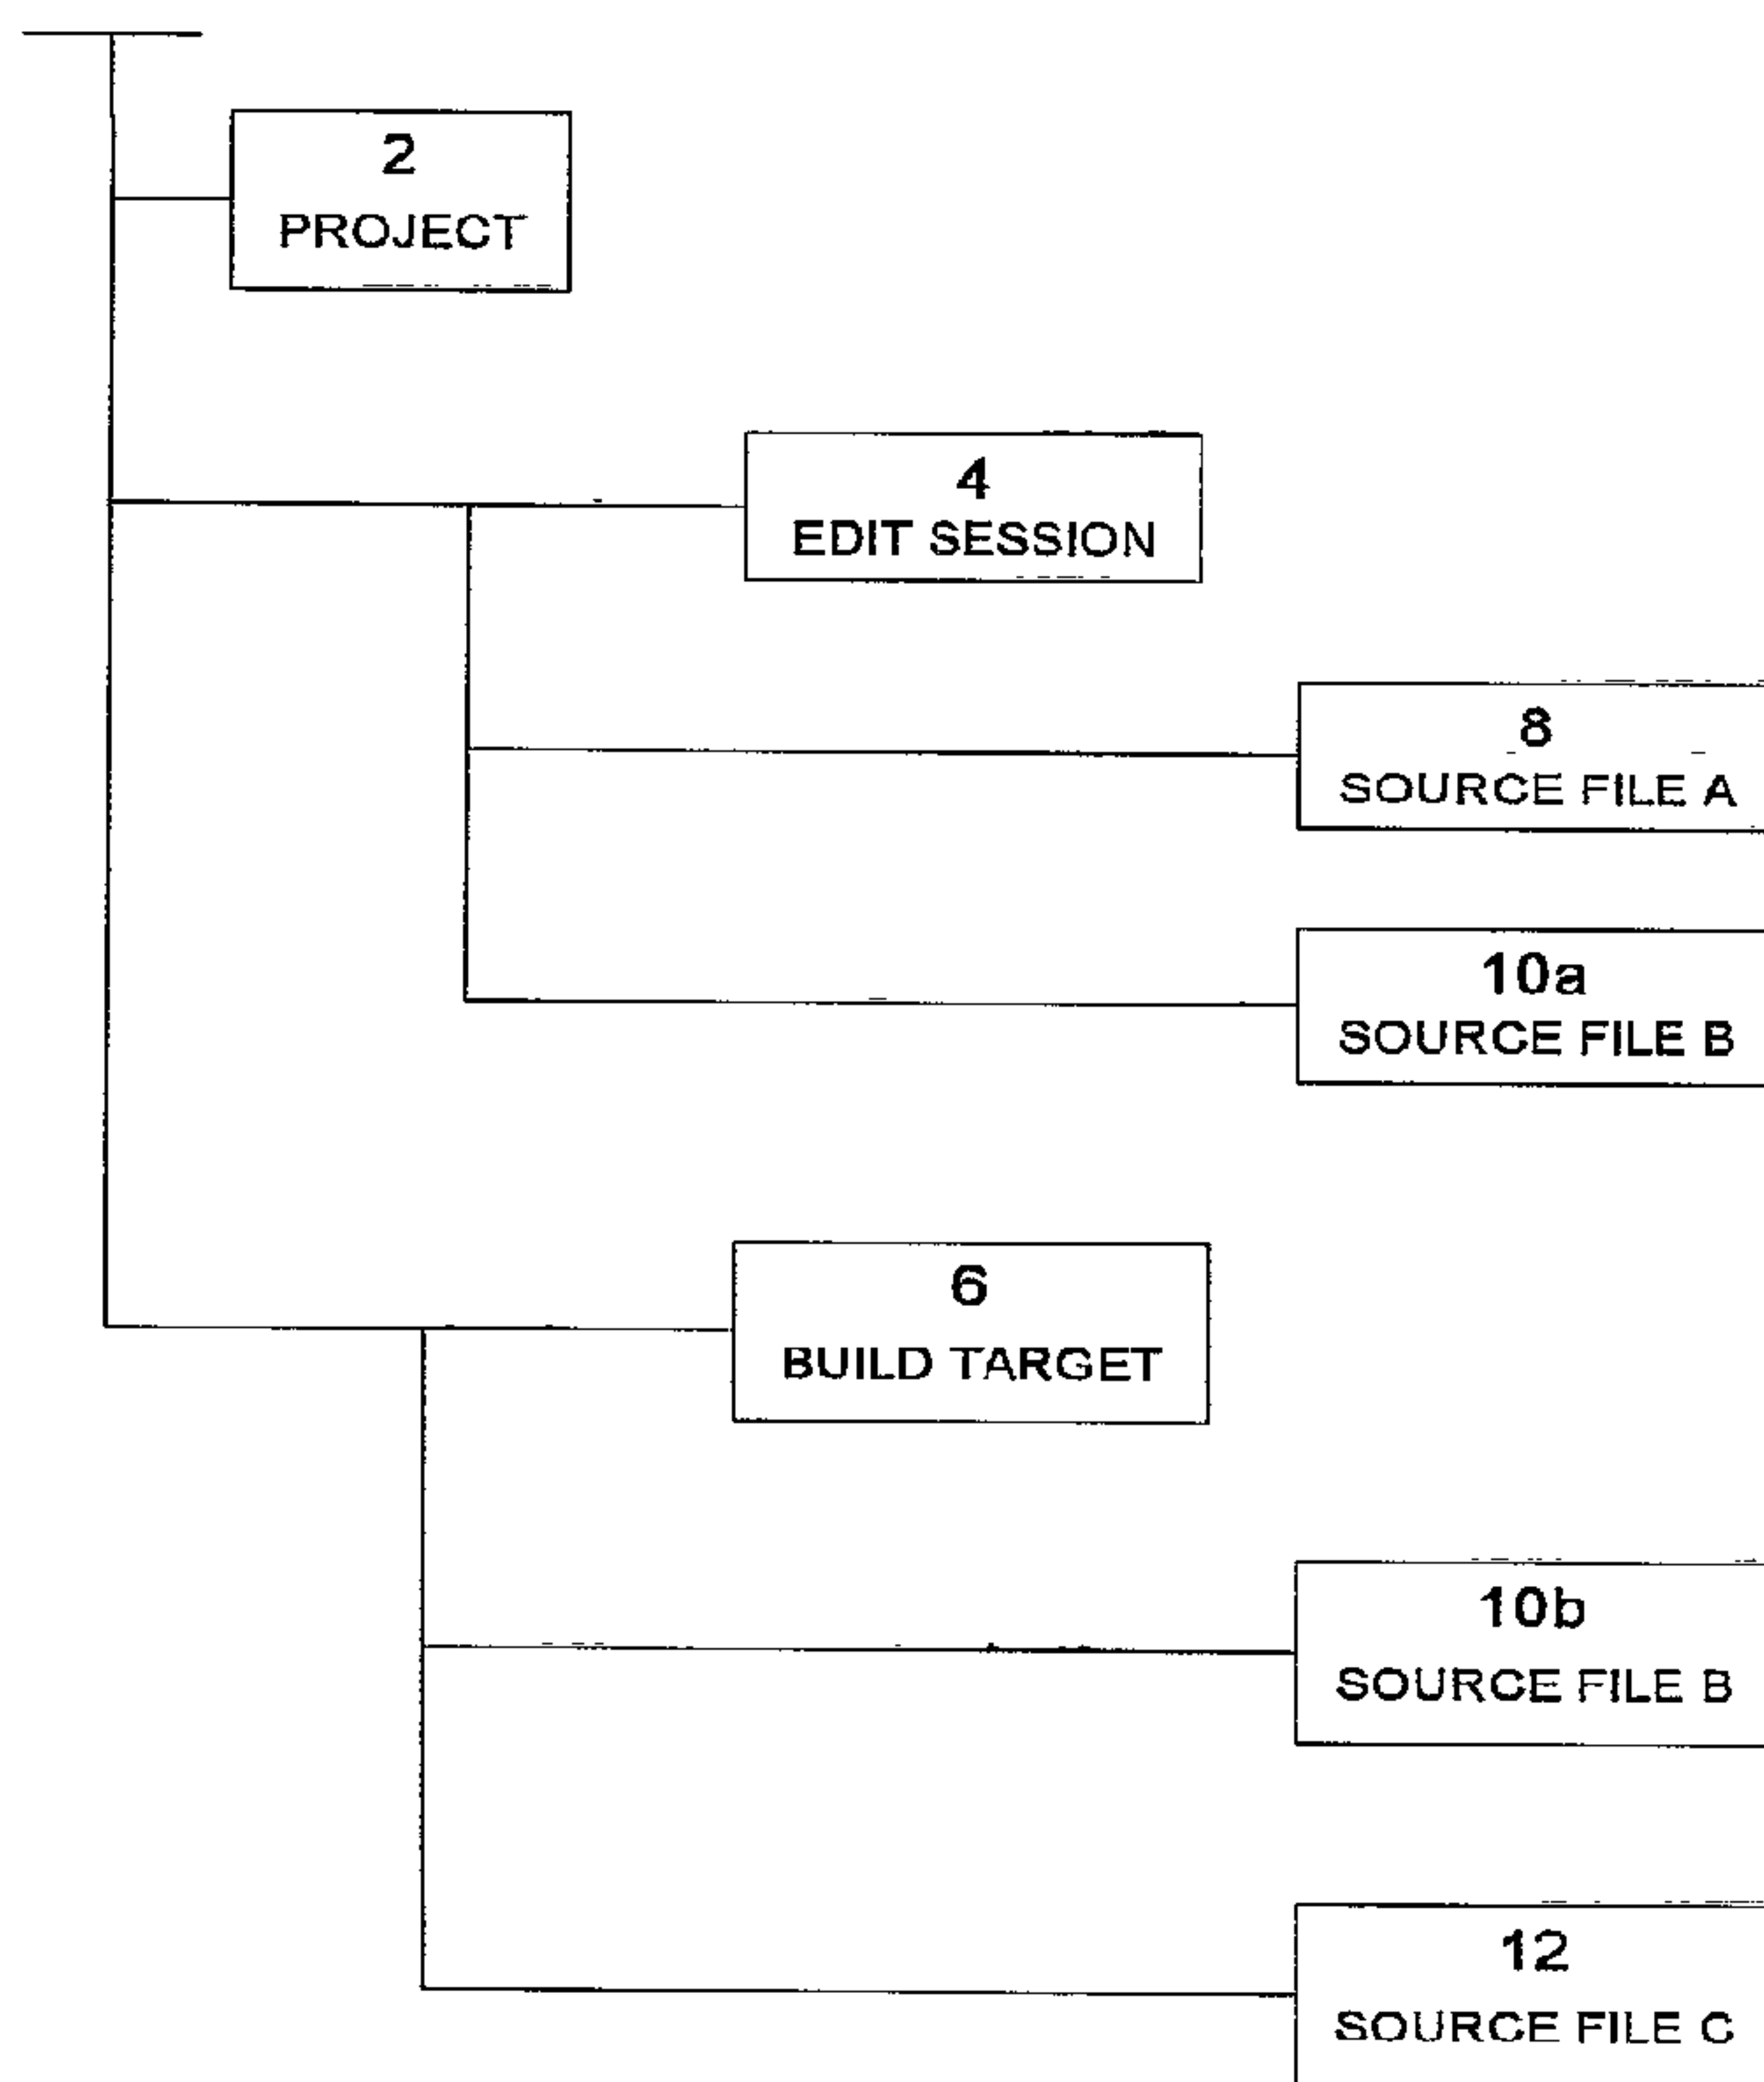 2
PROJECT
4
EDIT SESSION
8
SOURCE FILE A
10a
SOURCE FILE B
6
BUILD TARGET
10b
SOURCE FILE B
12
SOURCE FILE C